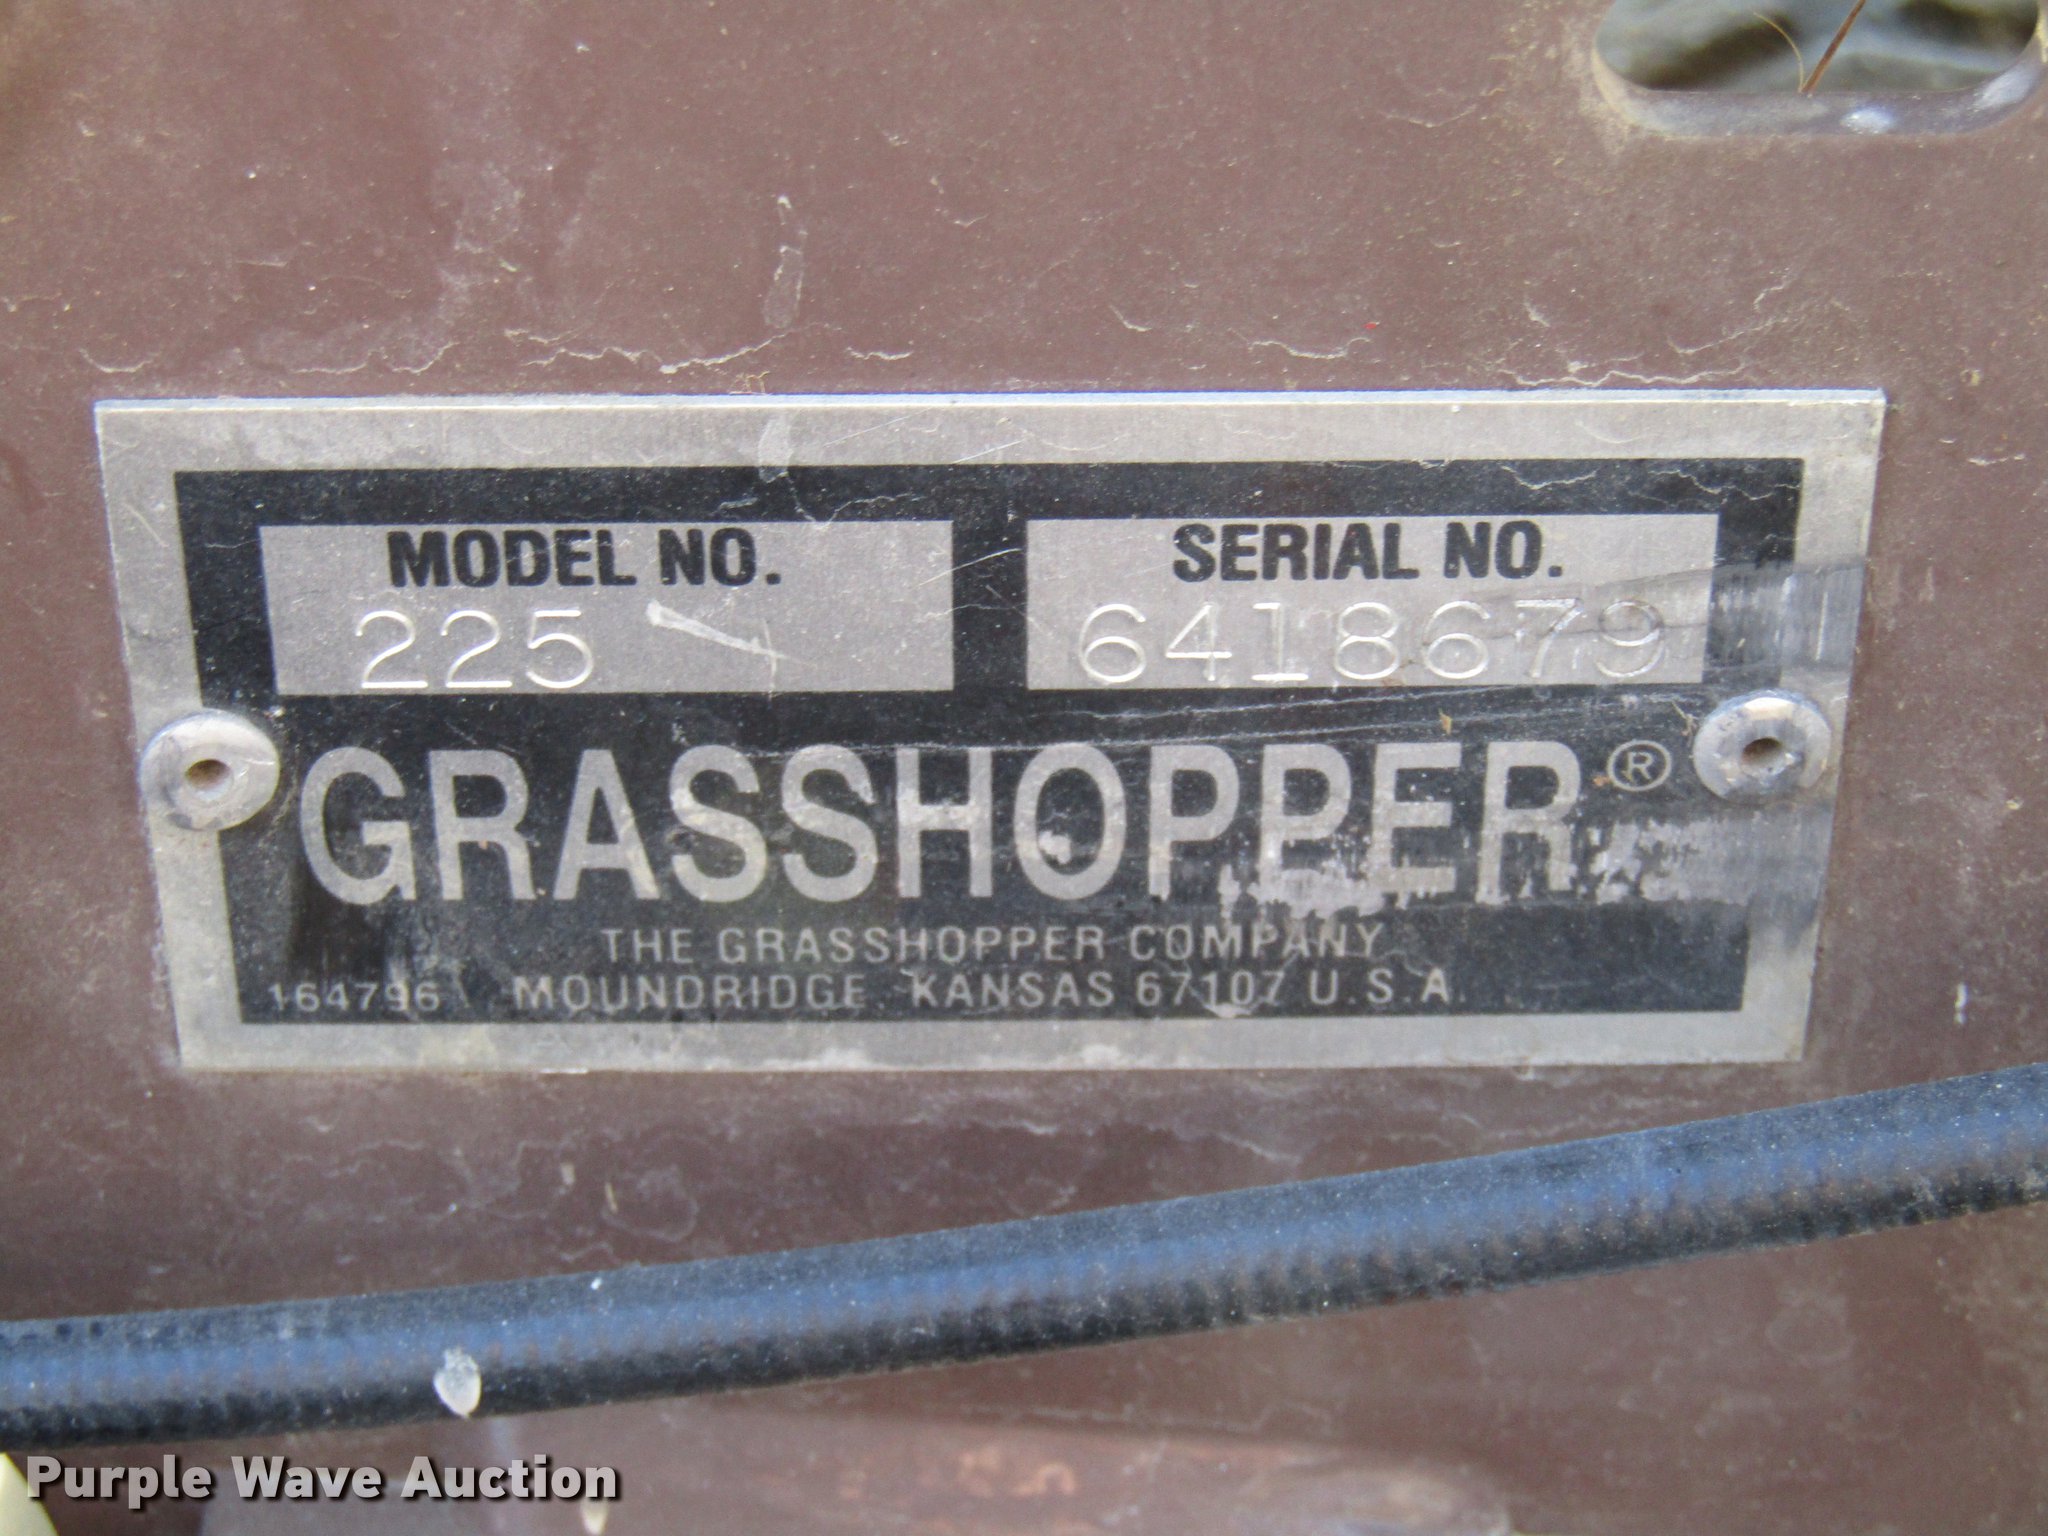 MODEL NO.
225
SERIAL NO.
6418679
GRASSHOPPER®
THE GRASSHOPPER COMPANY
164796 MOUNDRIDGE, KANSAS 67107 U.S.A.
Purple Wave Auction